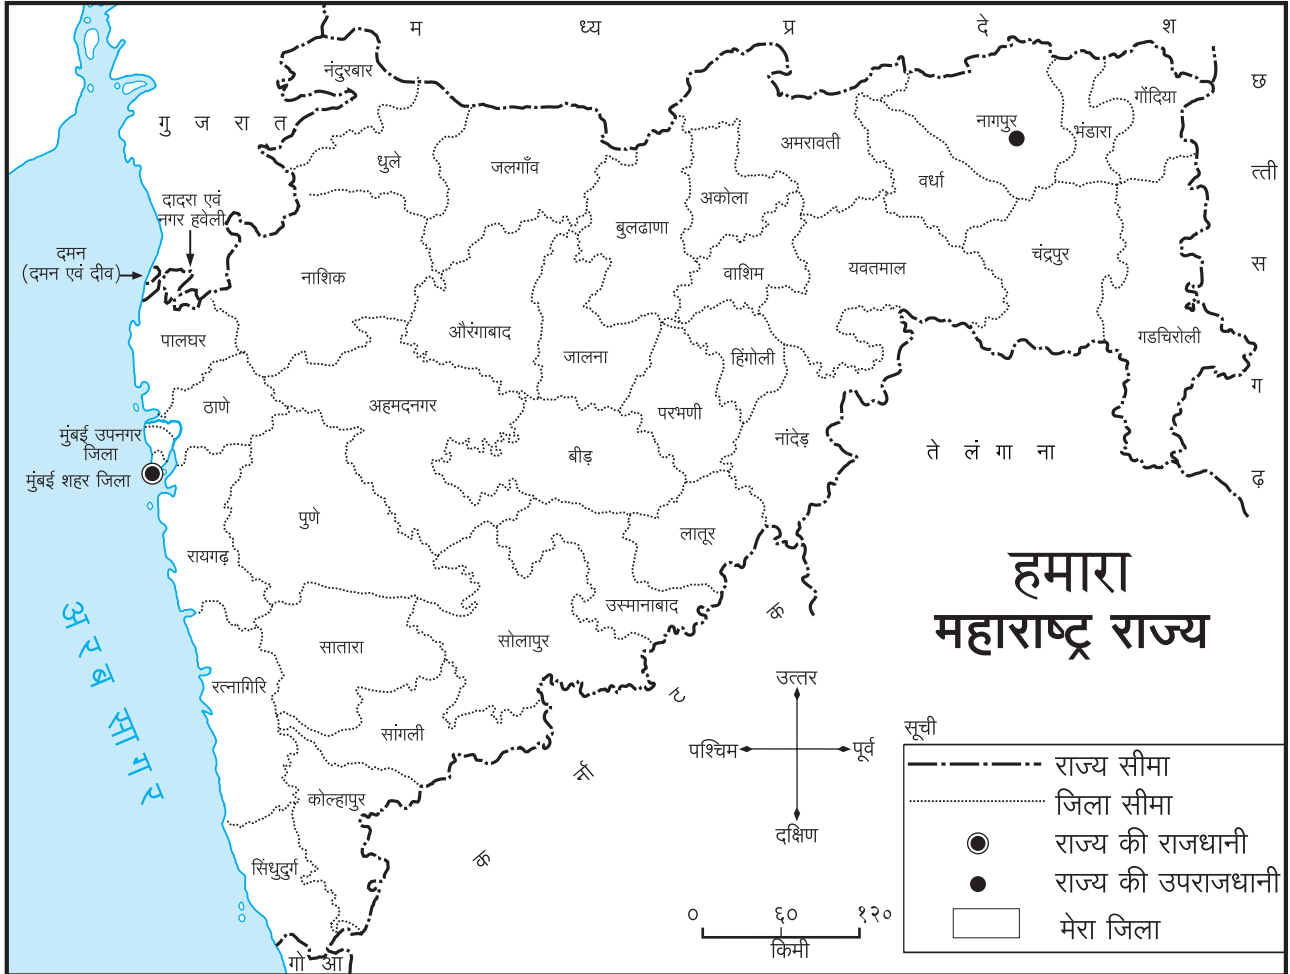 म ध्य प्र दे श
छ त्ती स ग ढ़
गु ज रा त
नंदुरबार
धुले
जलगाँव
बुलढाणा
अकोला
अमरावती
नागपुर
वर्धा
भंडारा
गोंदिया
दादरा एवं
नगर हवेली
दमन
(दमन एवं दीव)
नाशिक
औरंगाबाद
जालना
वाशिम
यवतमाल
चंद्रपुर
गडचिरोली
पालघर
ठाणे
अहमदनगर
परभणी
हिंगोली
नांदेड़
मुंबई उपनगर
जिला
मुंबई शहर जिला
बीड़
ते लं गा ना
पुणे
रायगढ़
लातूर
उस्मानाबाद
सोलापुर
सातारा
रत्नागिरि
सांगली
कोल्हापुर
सिंधुदुर्ग
अ र ब सा ग र
क र्ना ट क
गो आ
हमारा
महाराष्ट्र राज्य
उत्तर
पश्चिम
पूर्व
दक्षिण
सूची
राज्य सीमा
जिला सीमा
राज्य की राजधानी
राज्य की उपराजधानी
मेरा जिला
० ६० १२०
किमी